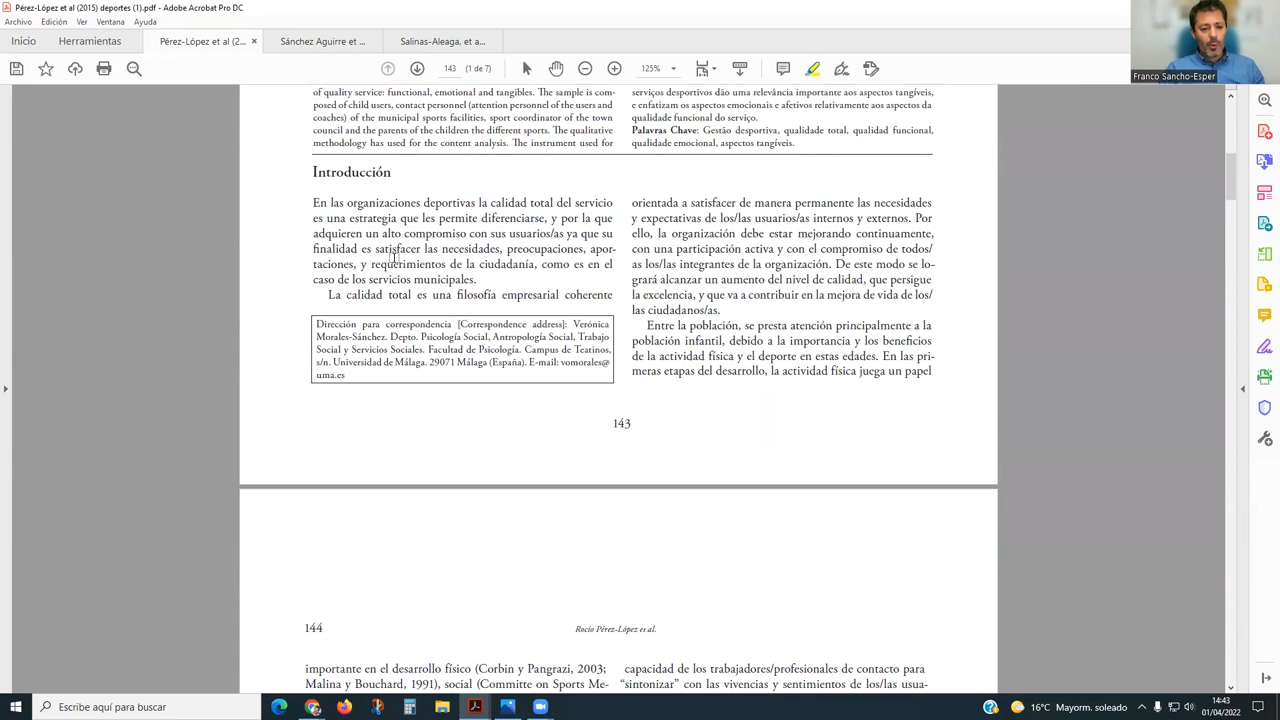 Pérez-López et al (2015) deportes (1).pdf - Adobe Acrobat Pro DC
Archivo Edición Ver Ventana Ayuda
Inicio Herramientas Pérez-López et al (2... × Sánchez Aguirre et ... Salinas-Aleaga, et a...
143 (1 de 7) 125%
Franco Sancho-Esper
of quality service: functional, emotional and tangibles. The sample is com-
posed of child users, contact personnel (attention personnel of the users and
coaches) of the municipal sports facilities, sport coordinator of the town
council and the parents of the children the different sports. The qualitative
methodology has used for the content analysis. The instrument used for
serviços desportivos dão uma relevância importante aos aspectos tangíveis,
e enfatizam os aspectos emocionais e afetivos relativamente aos aspectos da
qualidade funcional do serviço.
Palavras Chave: Gestão desportiva, qualidade total, qualidad funcional,
qualidade emocional, aspectos tangíveis.
Introducción
En las organizaciones deportivas la calidad total del servicio
es una estrategia que les permite diferenciarse, y por la que
adquieren un alto compromiso con sus usuarios/as ya que su
finalidad es satisfacer las necesidades, preocupaciones, apor-
taciones, y requerimientos de la ciudadanía, como es en el
caso de los servicios municipales.
La calidad total es una filosofía empresarial coherente
Dirección para correspondencia [Correspondence address]: Verónica
Morales-Sánchez. Depto. Psicología Social, Antropología Social, Trabajo
Social y Servicios Sociales. Facultad de Psicología. Campus de Teatinos,
s/n. Universidad de Málaga. 29071 Málaga (España). E-mail: vomorales@
uma.es
orientada a satisfacer de manera permanente las necesidades
y expectativas de los/las usuarios/as internos y externos. Por
ello, la organización debe estar mejorando continuamente,
con una participación activa y con el compromiso de todos/
as los/las integrantes de la organización. De este modo se lo-
grará alcanzar un aumento del nivel de calidad, que persigue
la excelencia, y que va a contribuir en la mejora de vida de los/
las ciudadanos/as.
Entre la población, se presta atención principalmente a la
población infantil, debido a la importancia y los beneficios
de la actividad física y el deporte en estas edades. En las pri-
meras etapas del desarrollo, la actividad física juega un papel
143
144 Rocío Pérez-López et al.
importante en el desarrollo físico (Corbin y Pangrazi, 2003;
Malina y Bouchard, 1991), social (Committe on Sports Me-
capacidad de los trabajadores/profesionales de contacto para
"sintonizar" con las vivencias y sentimientos de los/las usua-
Escribe aquí para buscar
16°C Mayorm. soleado
14:43
01/04/2022